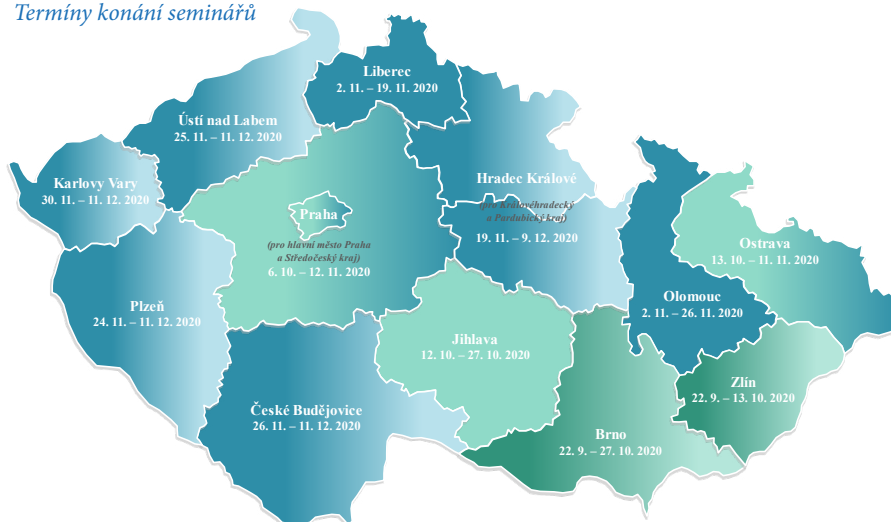 Termíny konání seminářů
Liberec
2. 11. – 19. 11. 2020
Ústí nad Labem
25. 11. – 11. 12. 2020
Karlovy Vary
30. 11. – 11. 12. 2020
Hradec Králové
(pro Královéhradecký
a Pardubický kraj)
19. 11. – 9. 12. 2020
Praha
(pro hlavní město Praha
a Středočeský kraj)
6. 10. – 12. 11. 2020
Ostrava
13. 10. – 11. 11. 2020
Plzeň
24. 11. – 11. 12. 2020
Olomouc
2. 11. – 26. 11. 2020
Jihlava
12. 10. – 27. 10. 2020
Zlín
22. 9. – 13. 10. 2020
České Budějovice
26. 11. – 11. 12. 2020
Brno
22. 9. – 27. 10. 2020